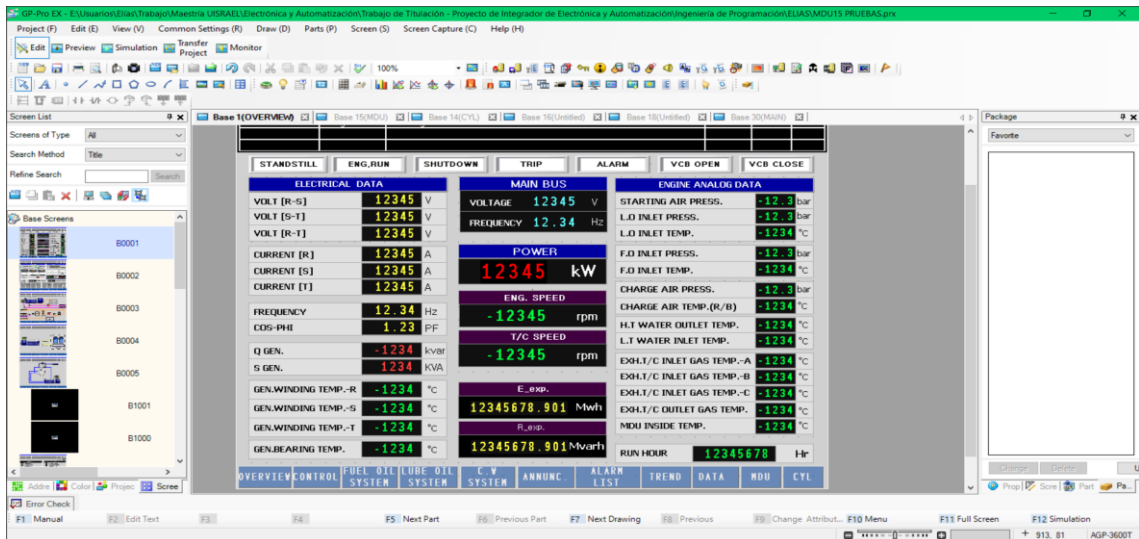 GP-Pro EX - E:\Usuarios\Elías\Trabajo\Maestría UISRAEL\Electrónica y Automatización\Trabajo de Titulación - Proyecto de Integrador de Electrónica y Automatización\Ingeniería de Programación\ELIAS\MDU15 PRUEBAS.prx
Project (F) Edit (E) View (V) Common Settings (R) Draw (D) Parts (P) Screen (S) Screen Capture (C) Help (H)
Edit Preview Simulation Transfer Project Monitor
100%
Screen List
Base 1(OVERVIEW) Base 15(MDU) Base 14(CYL) Base 16(Untitled) Base 18(Untitled) Base 30(MAIN)
Package
Screens of Type All
Favorite
Search Method Title
Refine Search Search
STANDSTILL ENG,RUN SHUTDOWN TRIP ALARM VCB OPEN VCB CLOSE
Base Screens
B0001
B0002
B0003
B0004
B0005
B1001
B1000
ELECTRICAL DATA
VOLT [R-S] 12345 V
VOLT [S-T] 12345 V
VOLT [R-T] 12345 V
CURRENT [R] 12345 A
CURRENT [S] 12345 A
CURRENT [T] 12345 A
FREQUENCY 12.34 Hz
COS-PHI 1.23 PF
Q GEN. -1234 kvar
S GEN. 1234 KVA
GEN.WINDING TEMP.-R -1234 °C
GEN.WINDING TEMP.-S -1234 °C
GEN.WINDING TEMP.-T -1234 °C
GEN.BEARING TEMP. -1234 °C
MAIN BUS
VOLTAGE 12345 V
FREQUENCY 12.34 Hz
POWER
12345 kW
ENG. SPEED
-12345 rpm
T/C SPEED
-12345 rpm
E_exp.
12345678.901 Mwh
R_exp.
12345678.901 Mvarh
ENGINE ANALOG DATA
STARTING AIR PRESS. -12.3 bar
L.O INLET PRESS. -12.3 bar
L.O INLET TEMP. -1234 °C
F.O INLET PRESS. -12.3 bar
F.O INLET TEMP. -1234 °C
CHARGE AIR PRESS. -12.3 bar
CHARGE AIR TEMP.(R/B) -1234 °C
H.T WATER OUTLET TEMP. -1234 °C
L.T WATER INLET TEMP. -1234 °C
EXH.T/C INLET GAS TEMP.-A -1234 °C
EXH.T/C INLET GAS TEMP.-B -1234 °C
EXH.T/C INLET GAS TEMP.-C -1234 °C
EXH.T/C OUTLET GAS TEMP. -1234 °C
MDU INSIDE TEMP. -1234 °C
RUN HOUR 12345678 Hr
OVERVIEW CONTROL FUEL OIL SYSTEM LUBE OIL SYSTEM C.W SYSTEM ANNUNC. ALARM LIST TREND DATA MDU CYL
Change Delete U
Addre Color Projec Scree
Prop Scre Part Pa...
Error Check
F1 Manual F2 Edit Text F3 F4 F5 Next Part F6 Previous Part F7 Next Drawing F8 Previous F9 Change Attribut... F10 Menu F11 Full Screen F12 Simulation
913, 81 AGP-3600T